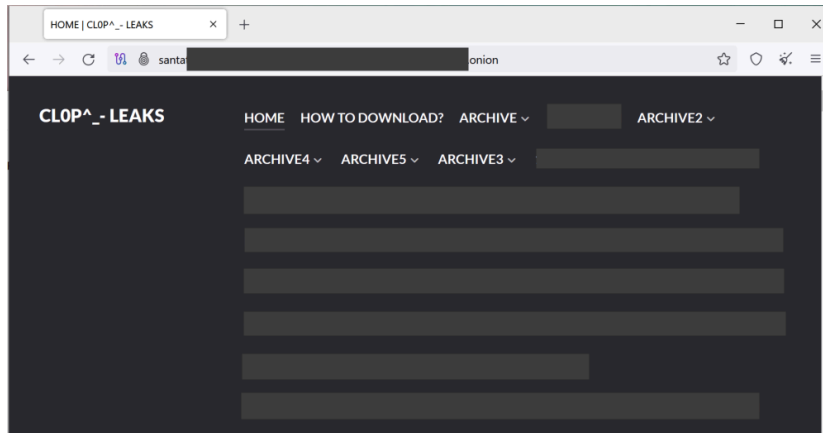 HOME | CL0P^_- LEAKS
santa
onion
CL0P^_- LEAKS
HOME HOW TO DOWNLOAD? ARCHIVE ARCHIVE2
ARCHIVE4 ARCHIVE5 ARCHIVE3